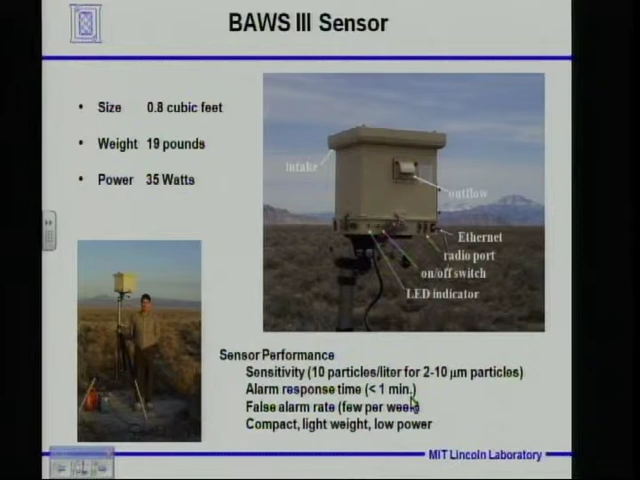 BAWS III Sensor
• Size 0.8 cubic feet
• Weight 19 pounds
• Power 35 Watts
intake
outflow
Ethernet
radio port
on/off switch
LED indicator
Sensor Performance
Sensitivity (10 particles/liter for 2-10 μm particles)
Alarm response time (< 1 min.)
False alarm rate (few per week)
Compact, light weight, low power
MIT Lincoln Laboratory